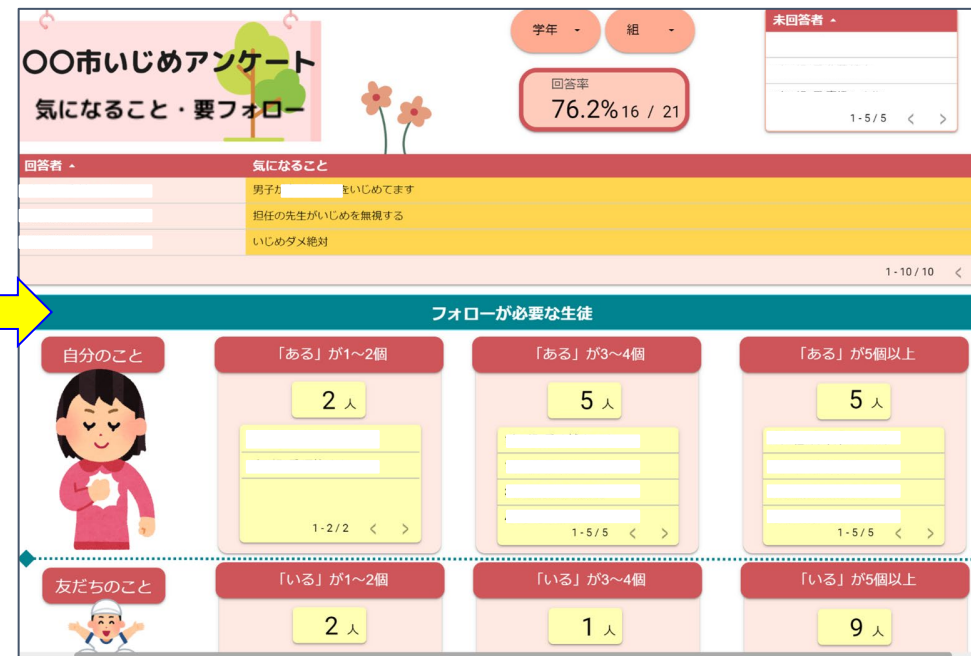 〇〇市いじめアンケート
気になること・要フォロー
学年
組
回答率
76.2% 16 / 21
未回答者
1 - 5 / 5
回答者 気になること
男子が をいじめてます
担任の先生がいじめを無視する
いじめダメ絶対
1 - 10 / 10
フォローが必要な生徒
自分のこと
「ある」が1～2個
「ある」が3～4個
「ある」が5個以上
2 人
5 人
5 人
1 - 2 / 2
1 - 5 / 5
1 - 5 / 5
友だちのこと
「いる」が1～2個
「いる」が3～4個
「いる」が5個以上
2 人
1 人
9 人